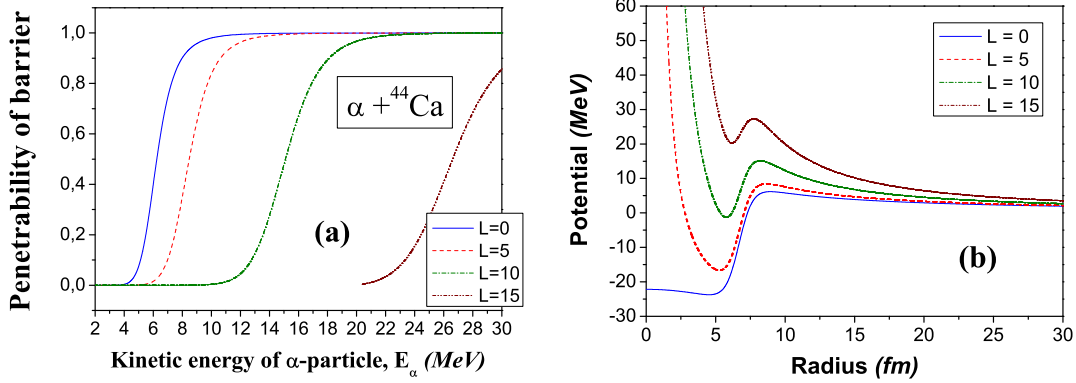 (a)
1,0
0,8
0,6
0,4
0,2
0,0
Penetrability of barrier
α + ⁴⁴Ca
(a)
L=0
L=5
L=10
L=15
2 4 6 8 10 12 14 16 18 20 22 24 26 28 30
Kinetic energy of α-particle, Eα (MeV)
b)
60
50
40
30
20
10
0
-10
-20
-30
Potential (MeV)
L = 0
L = 5
L = 10
L = 15
(b)
0 5 10 15 20 25 30
Radius (fm)